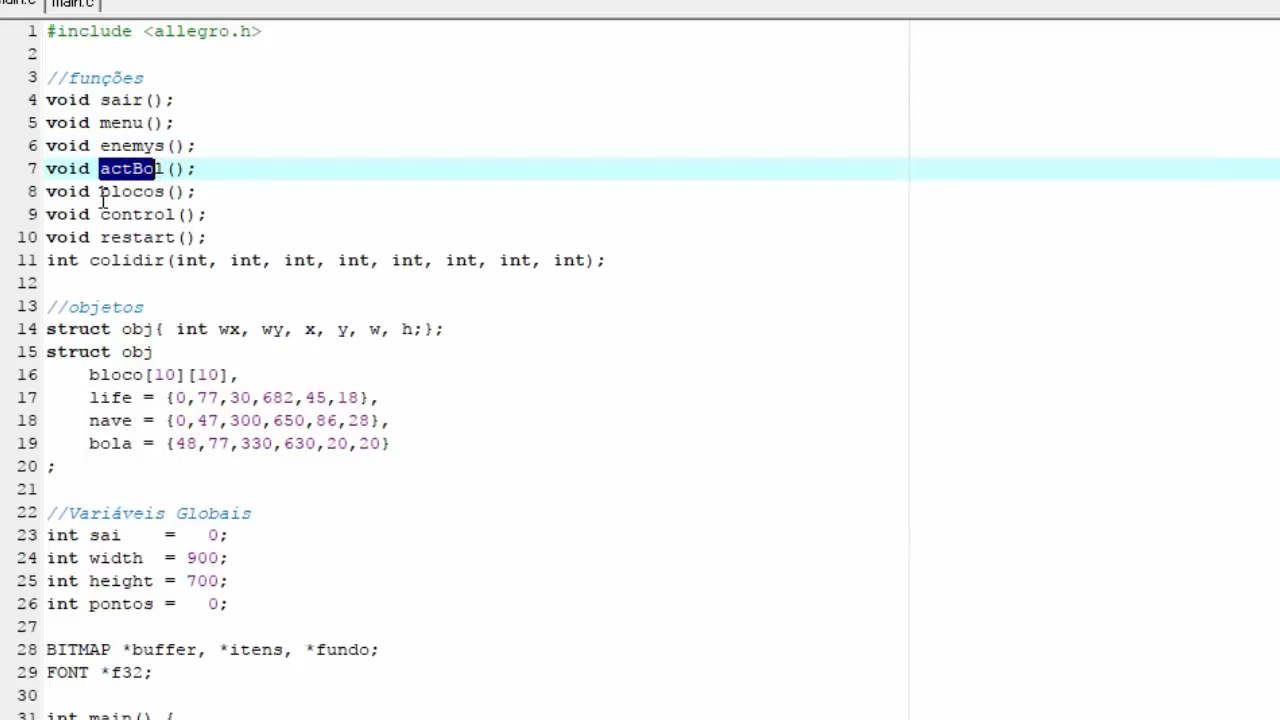 main.c
1 #include <allegro.h>
2
3 //funções
4 void sair();
5 void menu();
6 void enemys();
7 void actBol();
8 void blocos();
9 void control();
10 void restart();
11 int colidir(int, int, int, int, int, int, int, int);
12
13 //objetos
14 struct obj{ int wx, wy, x, y, w, h;};
15 struct obj
16 bloco[10][10],
17 life = {0,77,30,682,45,18},
18 nave = {0,47,300,650,86,28},
19 bola = {48,77,330,630,20,20}
20 ;
21
22 //Variáveis Globais
23 int sai    =   0;
24 int width  = 900;
25 int height = 700;
26 int pontos =   0;
27
28 BITMAP *buffer, *itens, *fundo;
29 FONT *f32;
30
31 int main() {